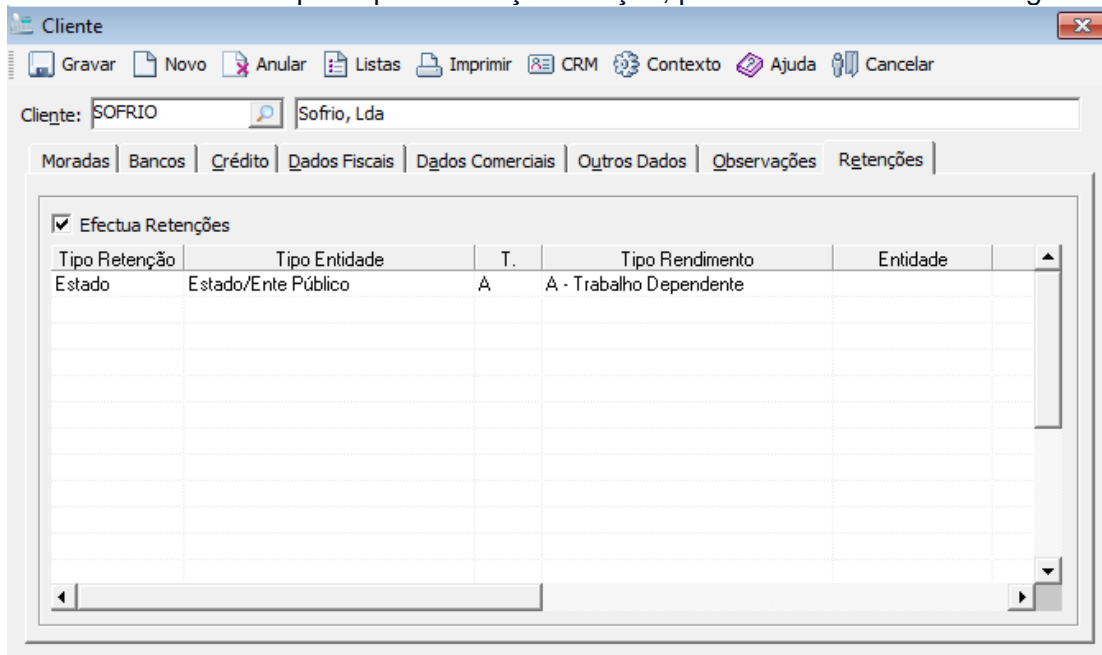 Cliente
Gravar Novo Anular Listas Imprimir CRM Contexto Ajuda Cancelar
Cliente: SOFRIO Sofrio, Lda
Moradas Bancos Crédito Dados Fiscais Dados Comerciais Outros Dados Observações Retenções
Efectua Retenções
Tipo Retenção Tipo Entidade T. Tipo Rendimento Entidade
Estado Estado/Ente Público A A - Trabalho Dependente